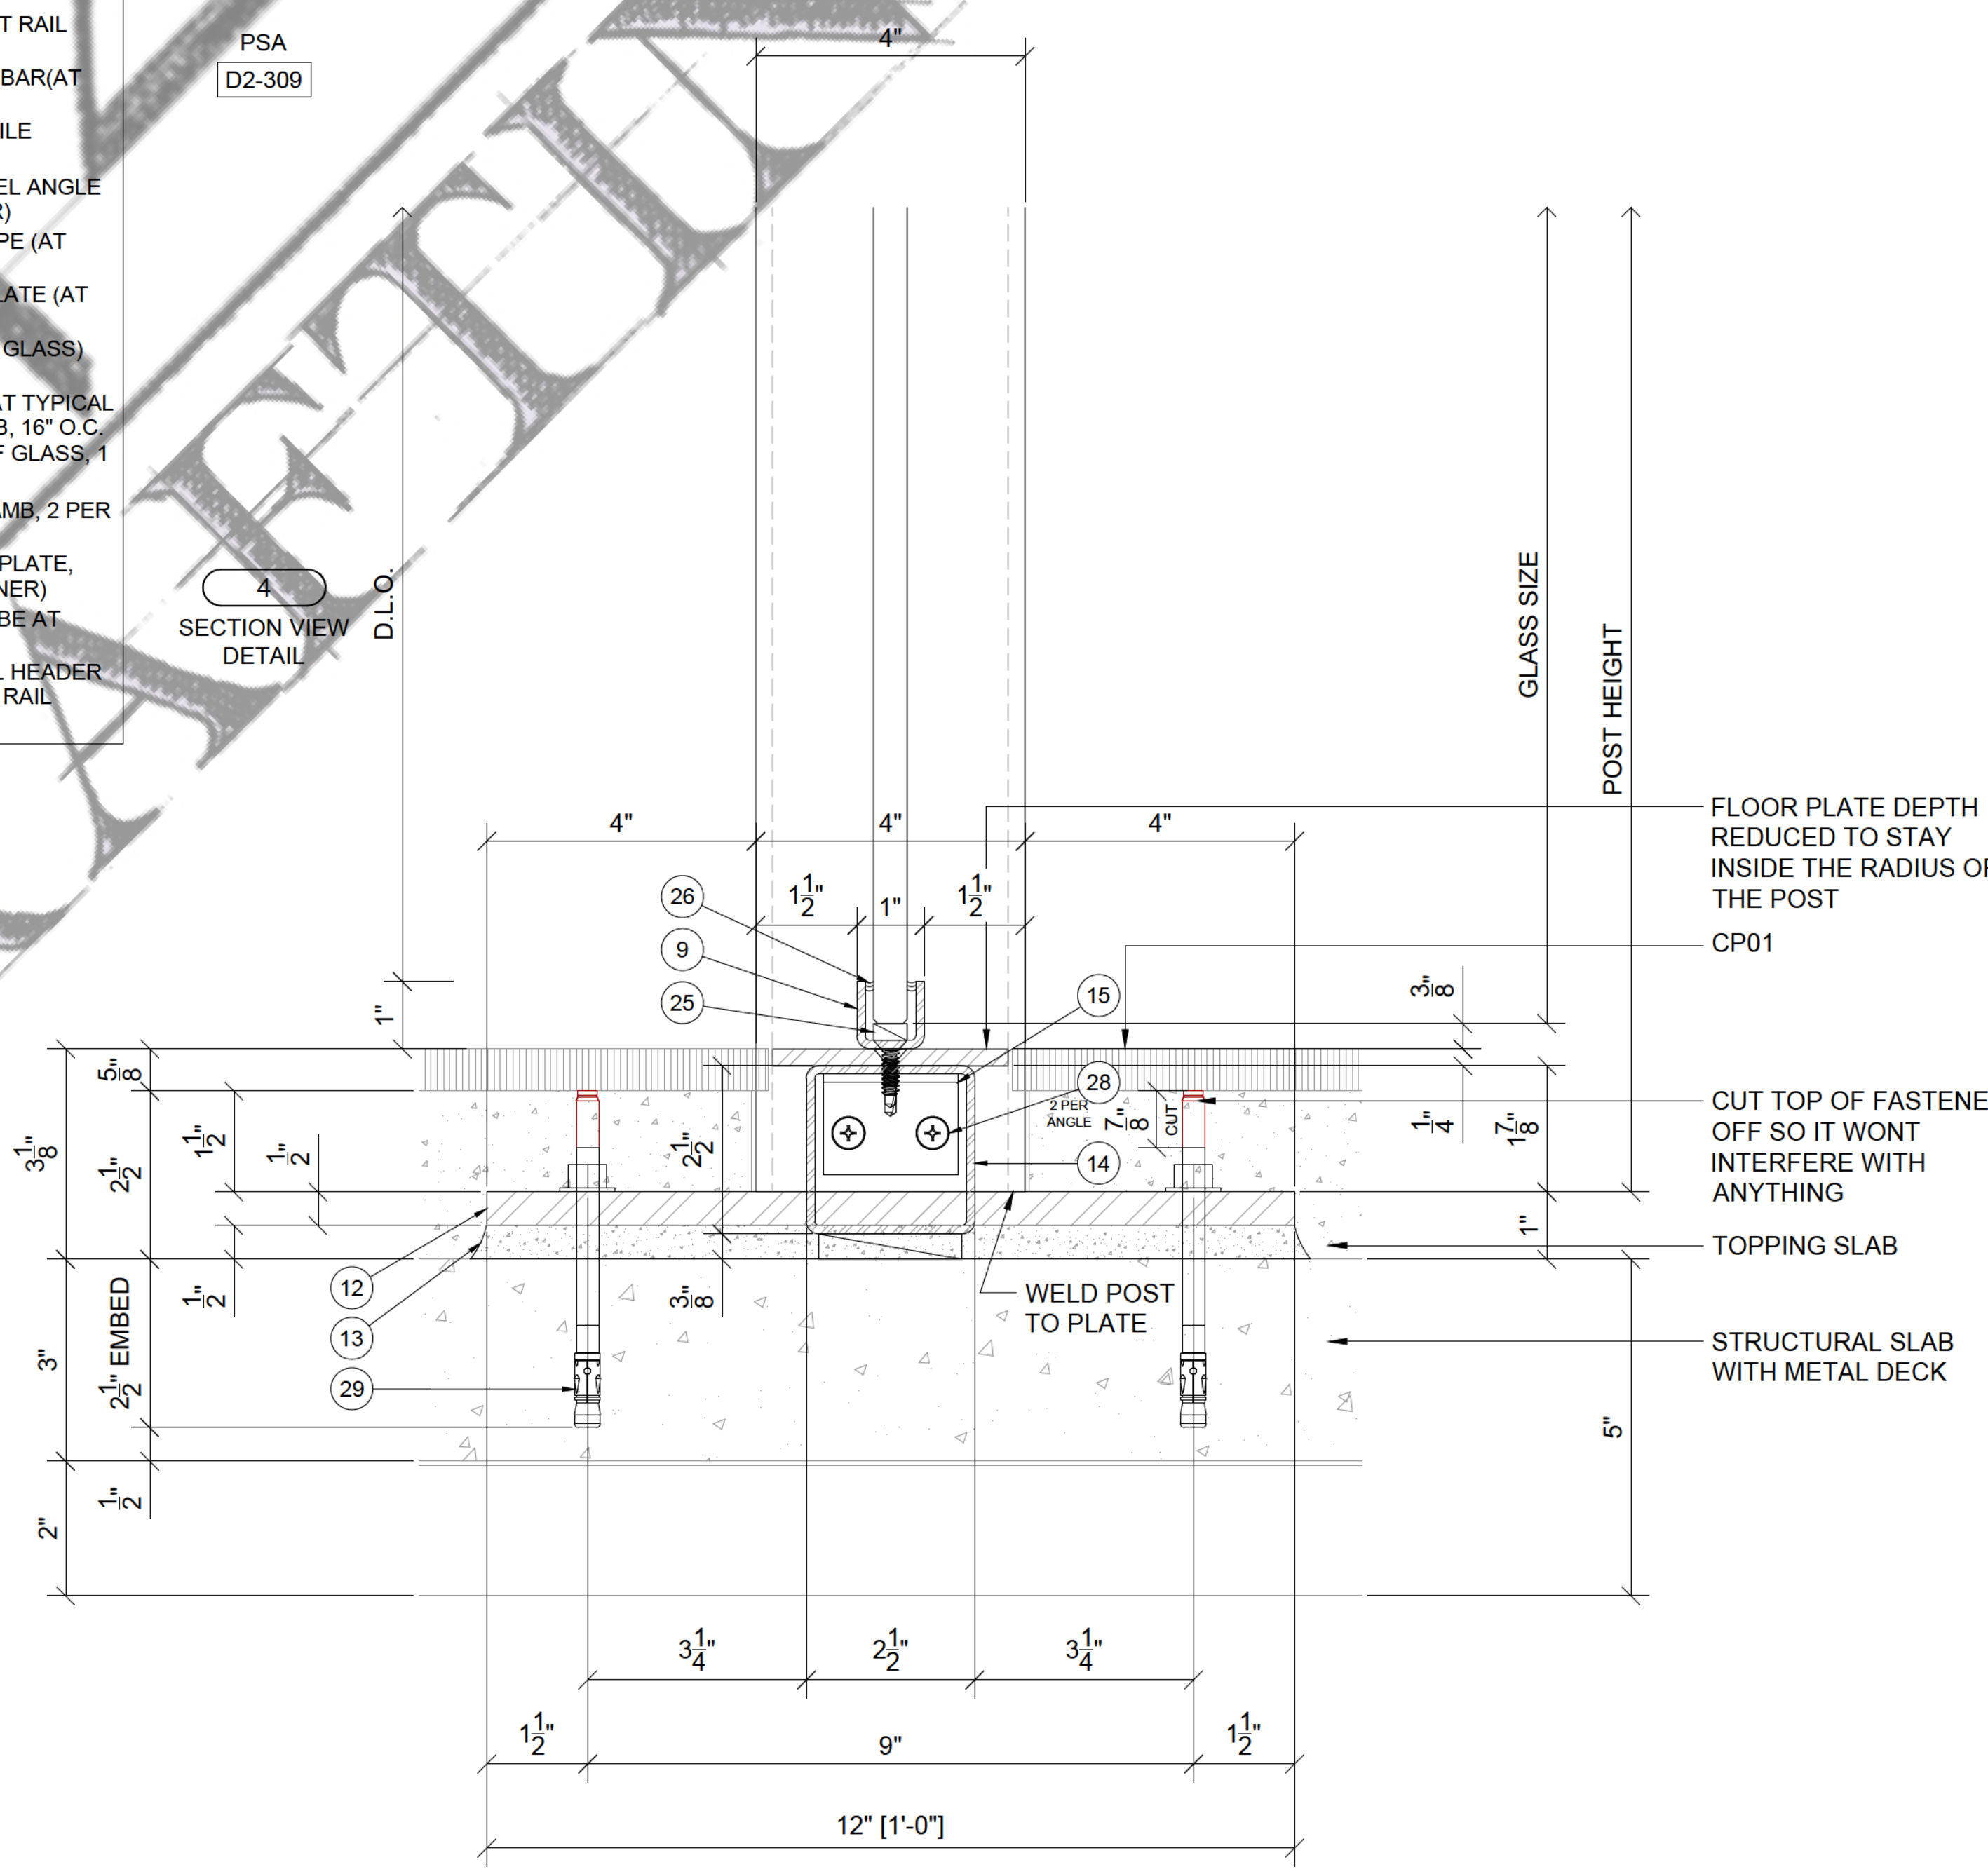 T RAIL
BAR(AT
ILE
EL ANGLE
R)
PE (AT
LATE (AT
GLASS)
AT TYPICAL
16" O.C.
F GLASS, 1
AMB, 2 PER
PLATE,
NER)
BE AT
L HEADER
RAIL
PSA
D2-309
4
SECTION VIEW
DETAIL
D.L.O.
4"
GLASS SIZE
POST HEIGHT
4"
4"
4"
1 1/2"
1"
1 1/2"
26
9
25
15
28
2 PER
ANGLE
14
7/8"
CUT
FLOOR PLATE DEPTH
REDUCED TO STAY
INSIDE THE RADIUS OF
THE POST
CP01
CUT TOP OF FASTENE
OFF SO IT WONT
INTERFERE WITH
ANYTHING
TOPPING SLAB
STRUCTURAL SLAB
WITH METAL DECK
3/8"
1/4"
1 7/8"
1"
5"
1"
5/8"
3 1/8"
2 1/2"
1 1/2"
1/2"
1/2"
2 1/2"
3/8"
3"
2 1/2" EMBED
1/2"
2"
12
13
29
WELD POST
TO PLATE
3 1/4"
2 1/2"
3 1/4"
1 1/2"
9"
1 1/2"
12" [1'-0"]